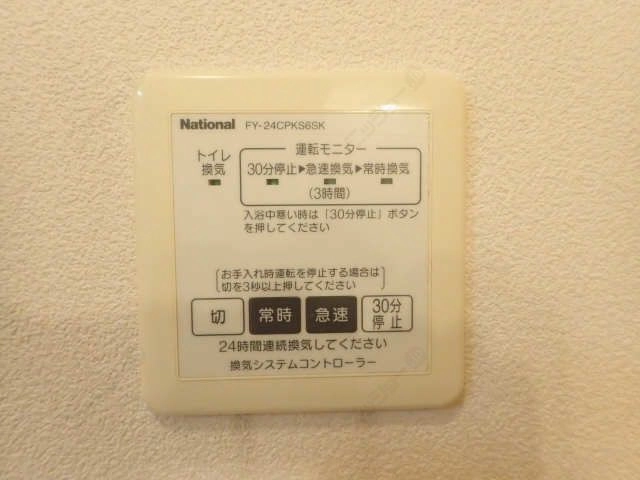 National FY-24CPKS6SK
運転モニター
トイレ
換気
30分停止▶急速換気▶常時換気
(3時間)
入浴中寒い時は「30分停止」ボタン
を押してください
お手入れ時運転を停止する場合は
切を3秒以上押してください
切 常時 急速 30分
停止
24時間連続換気してください
換気システムコントローラー